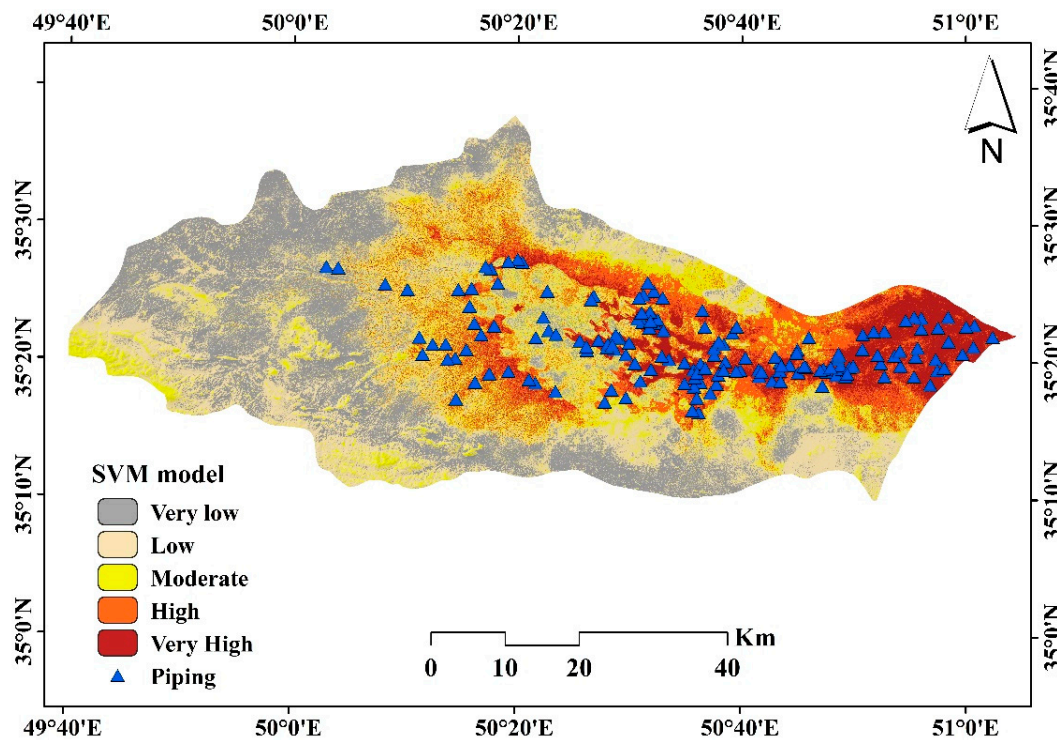 49°40'E 50°0'E 50°20'E 50°40'E 51°0'E
35°40'N
N
35°30'N 35°30'N
35°20'N 35°20'N
35°10'N 35°10'N
35°0'N 35°0'N
SVM model
Very low
Low
Moderate
High
Very High
Piping
Km
0 10 20 40
49°40'E 50°0'E 50°20'E 50°40'E 51°0'E